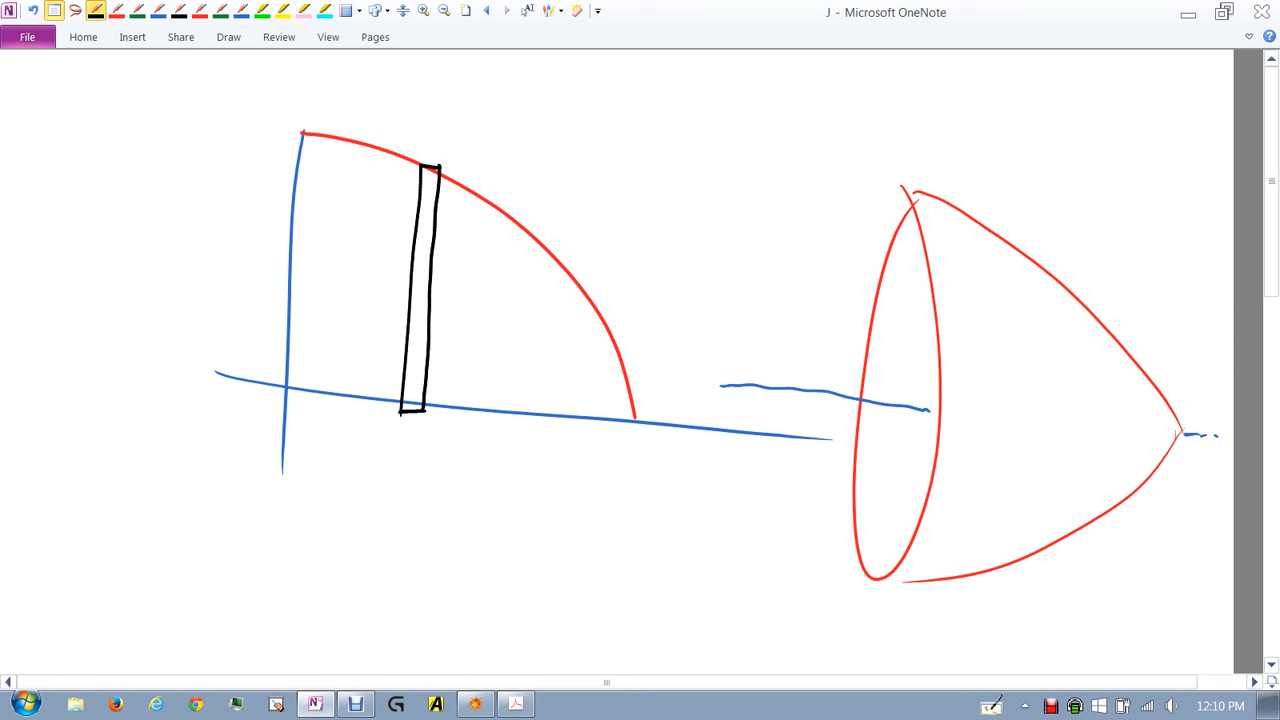 J - Microsoft OneNote
File Home Insert Share Draw Review View Pages
12:10 PM